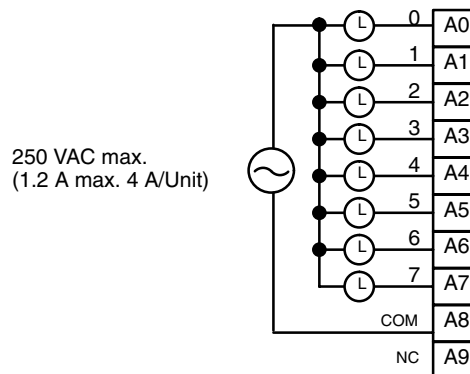 L 0 A0
L 1 A1
L 2 A2
L 3 A3
250 VAC max.
(1.2 A max. 4 A/Unit)
L 4 A4
L 5 A5
L 6 A6
L 7 A7
COM A8
NC A9